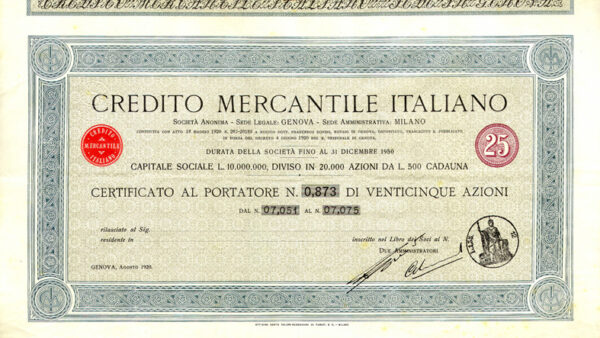 CREDITO MERCANTILE ITALIANO
SOCIETÀ ANONIMA - SEDE LEGALE: GENOVA - SEDE AMMINISTRATIVA: MILANO
DURATA DELLA SOCIETÀ FINO AL 31 DICEMBRE 1950
CREDITO MERCANTILE ITALIANO
25
CAPITALE SOCIALE L. 10.000.000, DIVISO IN 20.000 AZIONI DA L. 500 CADAUNA
CERTIFICATO AL PORTATORE N. 0,873 DI VENTICINQUE AZIONI
DAL N. 07,051 AL N. 07,075
rilasciato al Sig.
residente in
inscritto nel Libro dei Soci al N.
DUE AMMINISTRATORI
GENOVA, AGOSTO 1920.